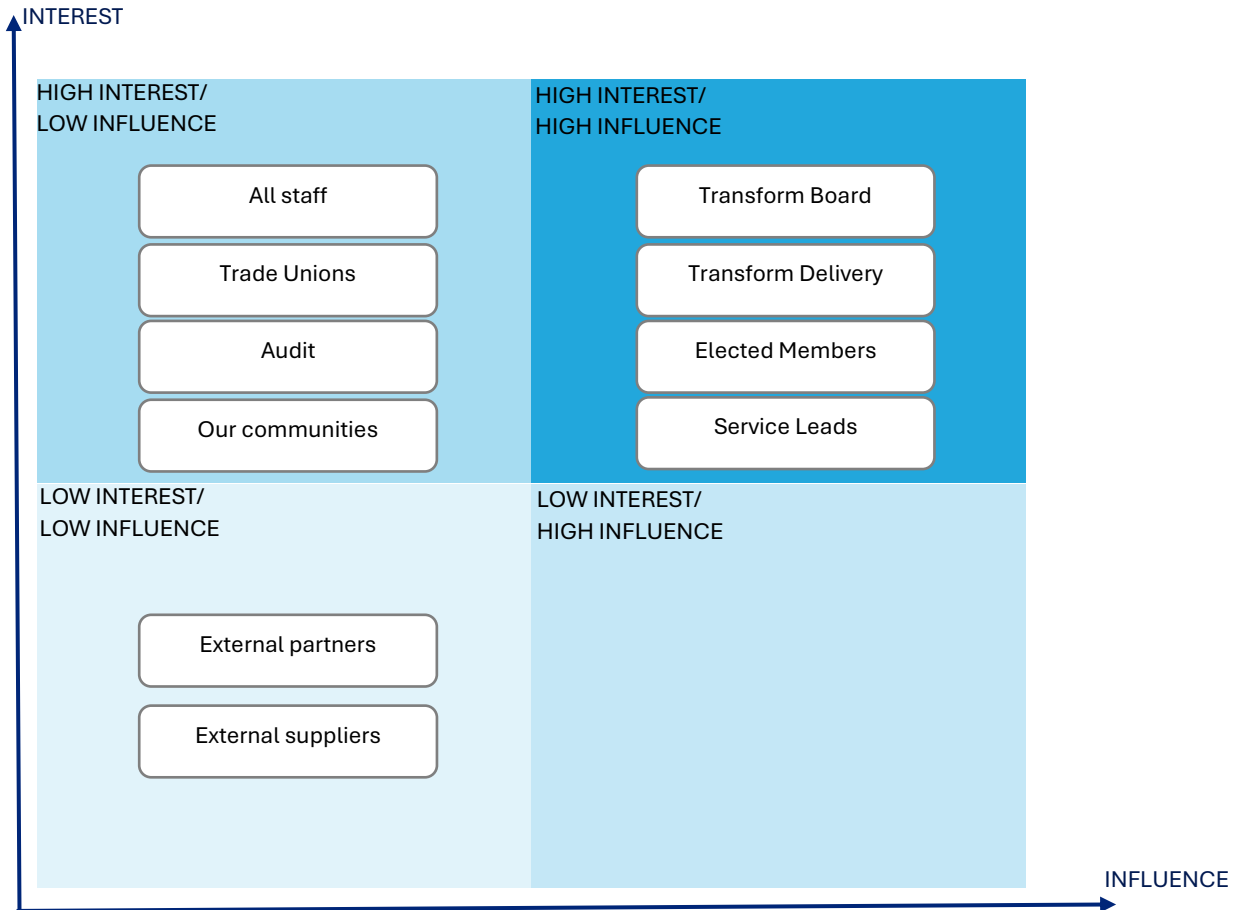 INTEREST
HIGH INTEREST/
LOW INFLUENCE
All staff
Trade Unions
Audit
Our communities
HIGH INTEREST/
HIGH INFLUENCE
Transform Board
Transform Delivery
Elected Members
Service Leads
LOW INTEREST/
LOW INFLUENCE
External partners
External suppliers
LOW INTEREST/
HIGH INFLUENCE
INFLUENCE